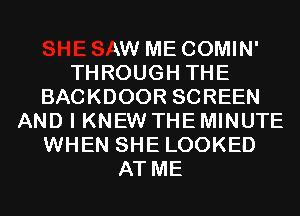 SHE SAW ME COMIN'
THROUGH THE
BACKDOOR SCREEN
AND I KNEW THE MINUTE
WHEN SHE LOOKED
AT ME